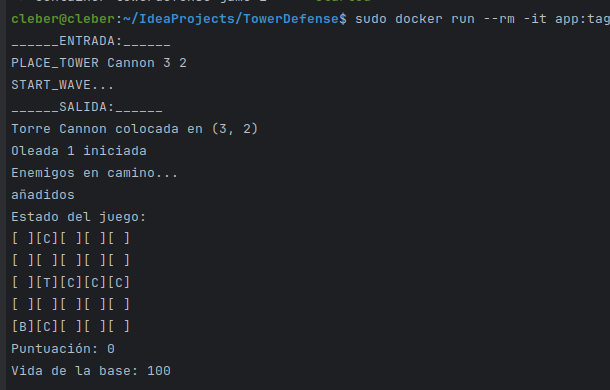 cleber@cleber:~/IdeaProjects/TowerDefense$ sudo docker run --rm -it app:tag
______ENTRADA:______
PLACE_TOWER Cannon 3 2
START_WAVE...
______SALIDA:______
Torre Cannon colocada en (3, 2)
Oleada 1 iniciada
Enemigos en camino...
añadidos
Estado del juego:
[ ][C][ ][ ][ ]
[ ][ ][ ][ ][ ]
[ ][T][C][C][C]
[ ][ ][ ][ ][ ]
[B][C][ ][ ][ ]
Puntuación: 0
Vida de la base: 100